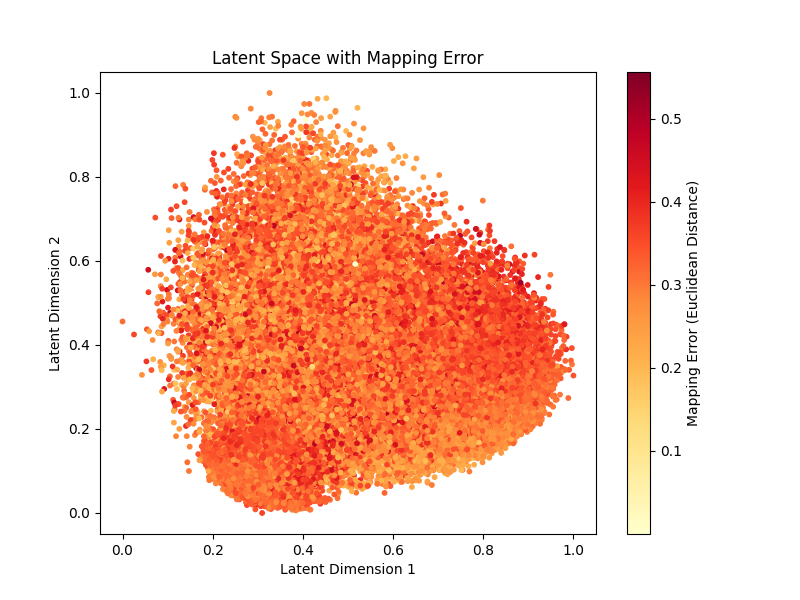 Latent Space with Mapping Error
1.0
0.8
0.6
0.4
0.2
0.0
Latent Dimension 2
0.0 0.2 0.4 0.6 0.8 1.0
Latent Dimension 1
0.5
0.4
0.3
0.2
0.1
Mapping Error (Euclidean Distance)